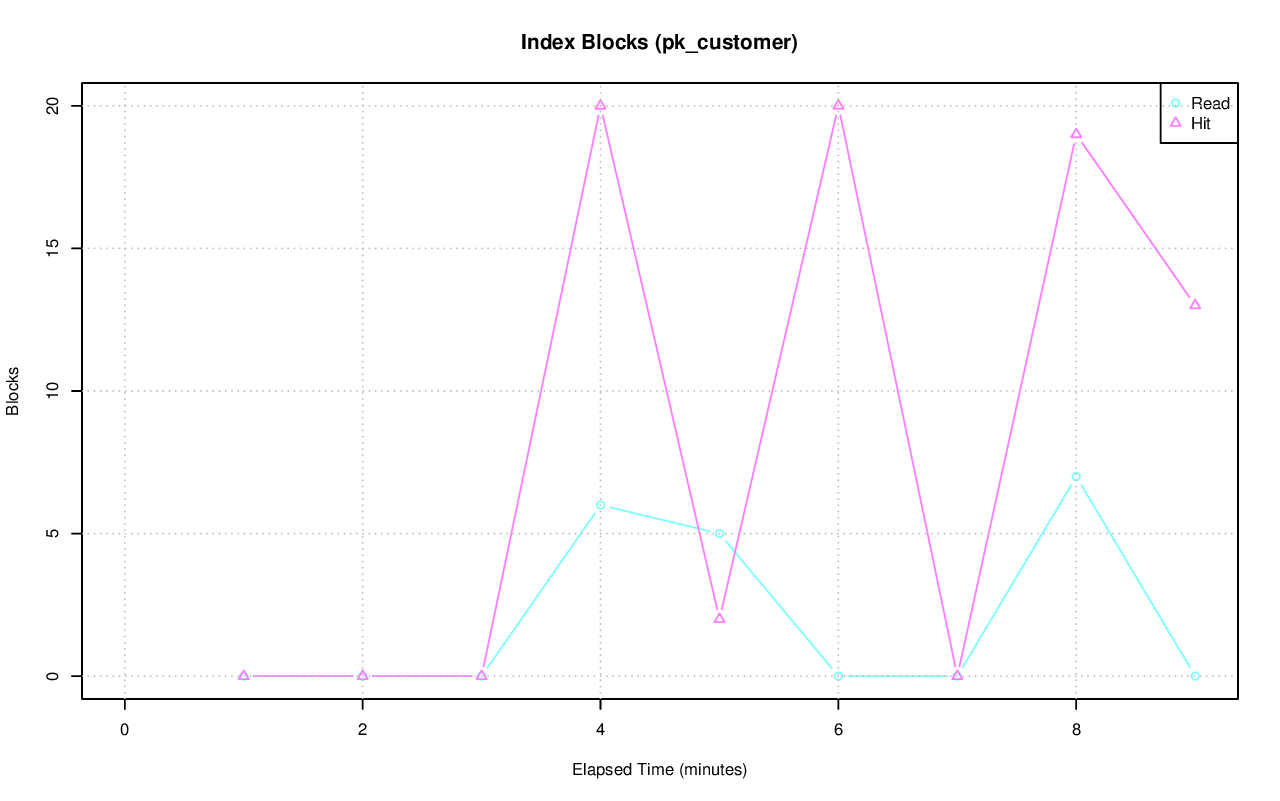 Index Blocks (pk_customer)
Read
Hit
20
15
10
5
0
Blocks
0 2 4 6 8
Elapsed Time (minutes)